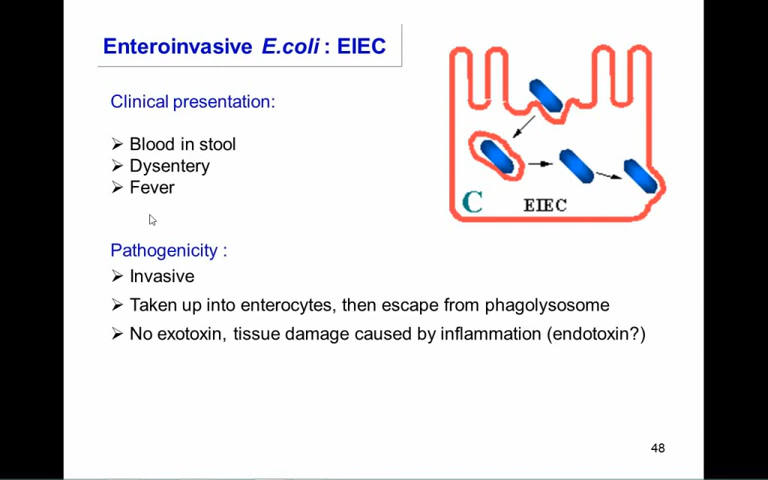 Enteroinvasive E.coli : EIEC
Clinical presentation:
➢ Blood in stool
➢ Dysentery
➢ Fever
C EIEC
Pathogenicity :
➢ Invasive
➢ Taken up into enterocytes, then escape from phagolysosome
➢ No exotoxin, tissue damage caused by inflammation (endotoxin?)
48